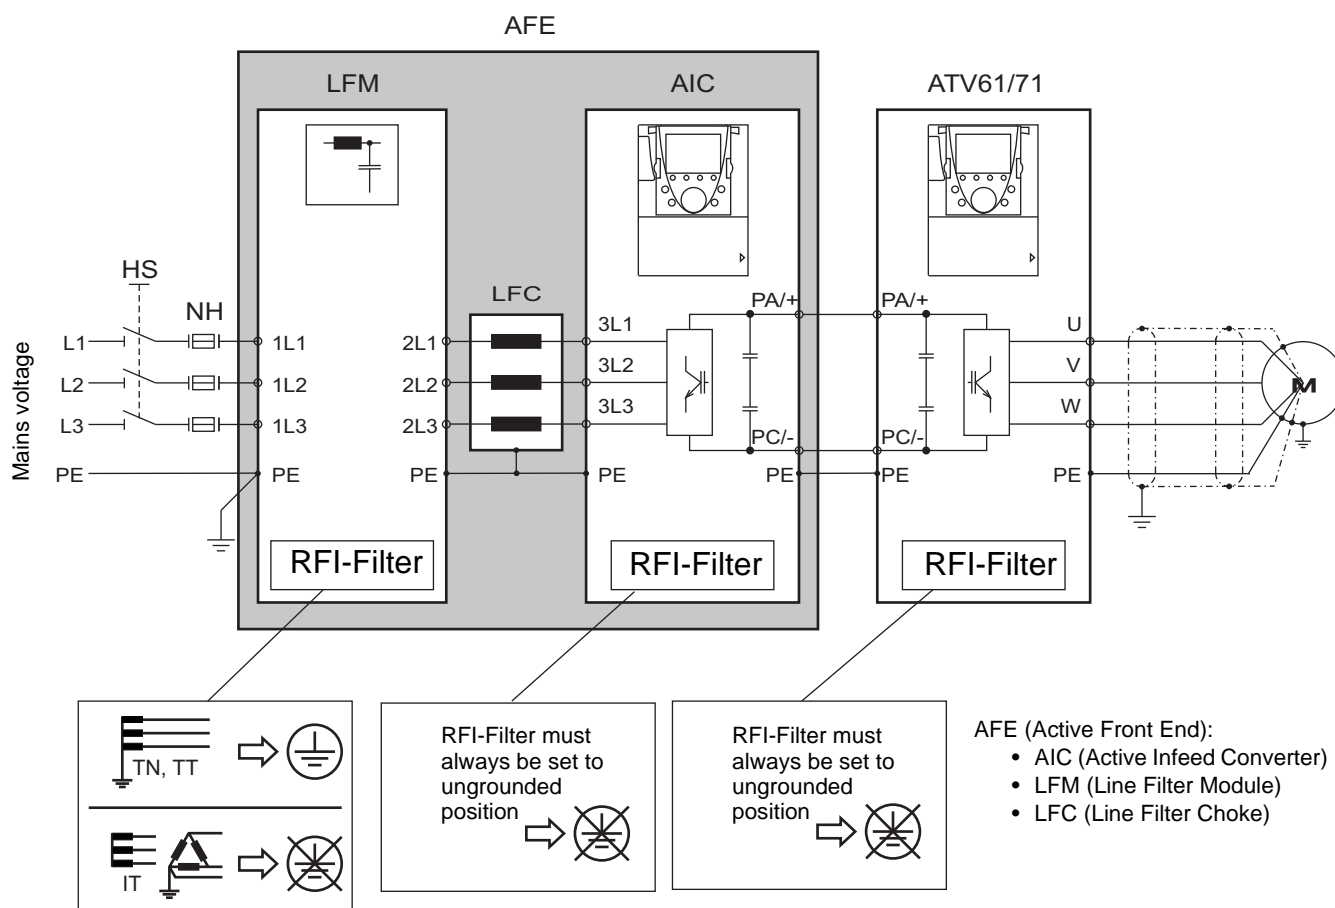 AFE
LFM
AIC
ATV61/71
HS
NH
LFC
Mains voltage
L1
L2
L3
PE
1L1
1L2
1L3
PE
2L1
2L2
2L3
PE
3L1
3L2
3L3
PE
PA/+
PC/-
PE
PA/+
PC/-
PE
U
V
W
PE
M
RFI-Filter
RFI-Filter
RFI-Filter
TN, TT
IT
RFI-Filter must
always be set to
ungrounded
position
RFI-Filter must
always be set to
ungrounded
position
AFE (Active Front End):
• AIC (Active Infeed Converter)
• LFM (Line Filter Module)
• LFC (Line Filter Choke)